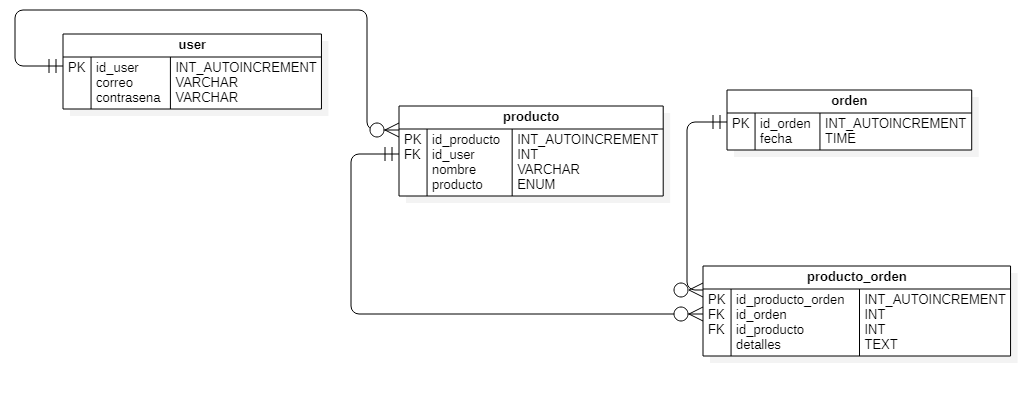 user
PK id_user INT_AUTOINCREMENT
correo VARCHAR
contrasena VARCHAR
producto
PK id_producto INT_AUTOINCREMENT
FK id_user INT
nombre VARCHAR
producto ENUM
orden
PK id_orden INT_AUTOINCREMENT
fecha TIME
producto_orden
PK id_producto_orden INT_AUTOINCREMENT
FK id_orden INT
FK id_producto INT
detalles TEXT